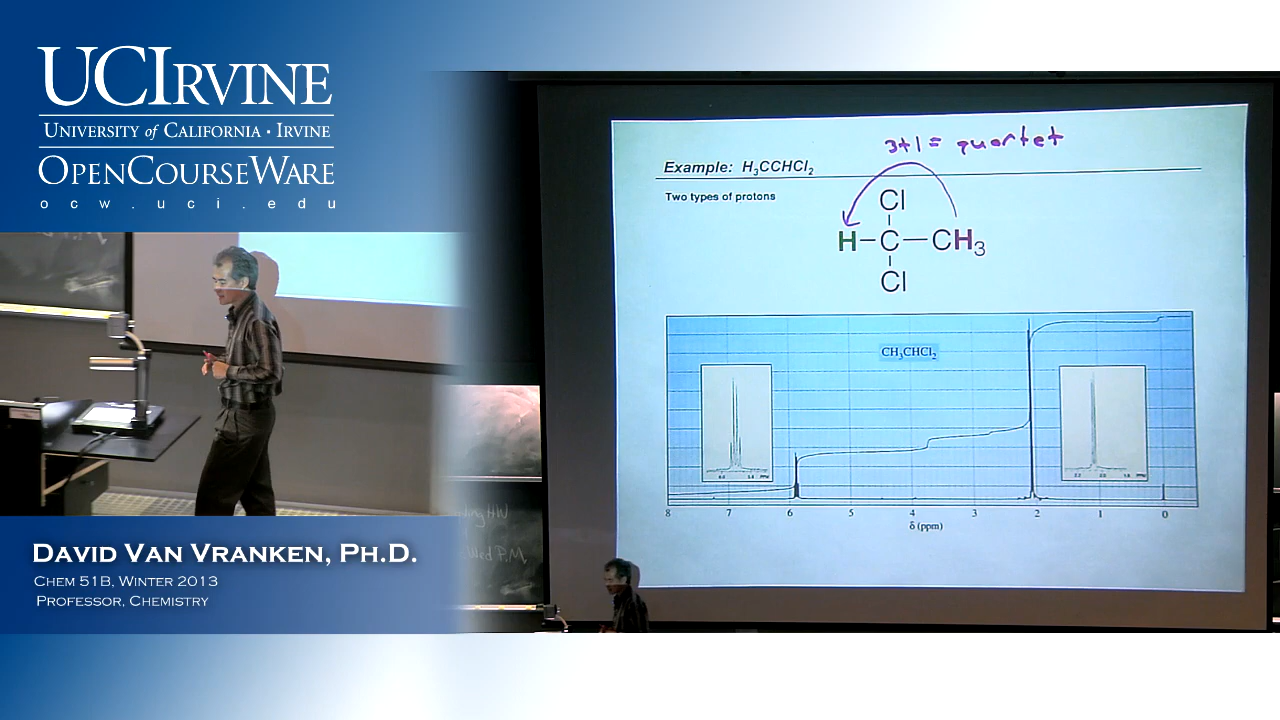 UCIRVINE
UNIVERSITY of CALIFORNIA · IRVINE
OPENCOURSEWARE
ocw.uci.edu
DAVID VAN VRANKEN, PH.D.
CHEM 51B, WINTER 2013
PROFESSOR, CHEMISTRY
3+1 = quartet
Example: H₃CCHCl₂
Two types of protons
Cl
H–C–CH₃
Cl
CH₃CHCl₂
8 7 6 5 4 3 2 1 0
δ (ppm)